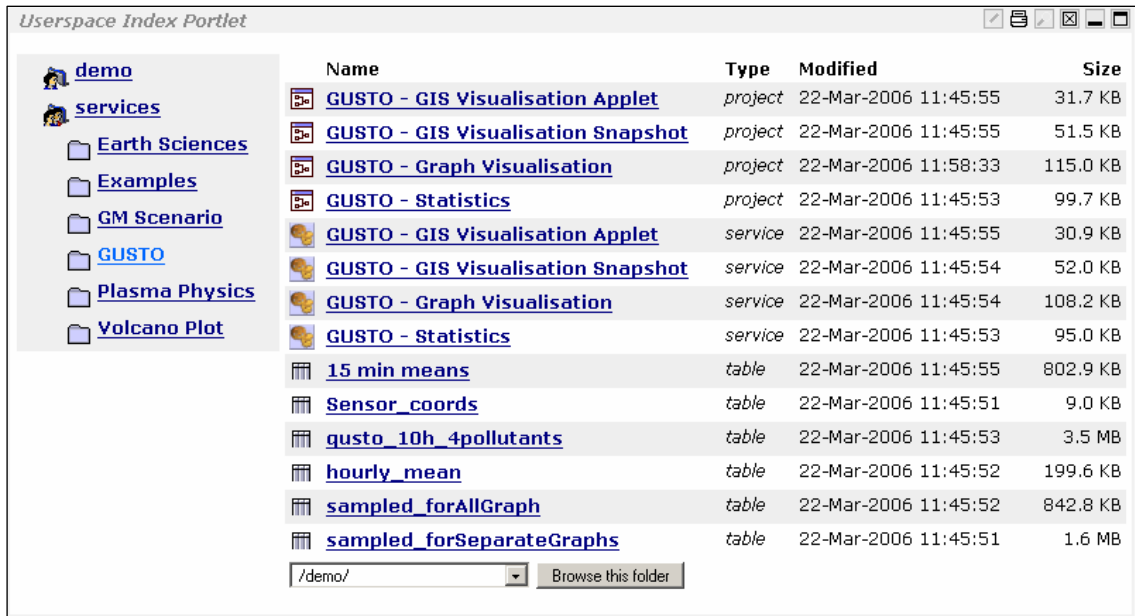 Userspace Index Portlet
demo
services
Earth Sciences
Examples
GM Scenario
GUSTO
Plasma Physics
Volcano Plot
Name Type Modified Size
GUSTO - GIS Visualisation Applet project 22-Mar-2006 11:45:55 31.7 KB
GUSTO - GIS Visualisation Snapshot project 22-Mar-2006 11:45:55 51.5 KB
GUSTO - Graph Visualisation project 22-Mar-2006 11:58:33 115.0 KB
GUSTO - Statistics project 22-Mar-2006 11:45:53 99.7 KB
GUSTO - GIS Visualisation Applet service 22-Mar-2006 11:45:55 30.9 KB
GUSTO - GIS Visualisation Snapshot service 22-Mar-2006 11:45:54 52.0 KB
GUSTO - Graph Visualisation service 22-Mar-2006 11:45:54 108.2 KB
GUSTO - Statistics service 22-Mar-2006 11:45:53 95.0 KB
15 min means table 22-Mar-2006 11:45:55 802.9 KB
Sensor_coords table 22-Mar-2006 11:45:51 9.0 KB
gusto_10h_4pollutants table 22-Mar-2006 11:45:53 3.5 MB
hourly_mean table 22-Mar-2006 11:45:52 199.6 KB
sampled_forAllGraph table 22-Mar-2006 11:45:52 842.8 KB
sampled_forSeparateGraphs table 22-Mar-2006 11:45:51 1.6 MB
/demo/ Browse this folder